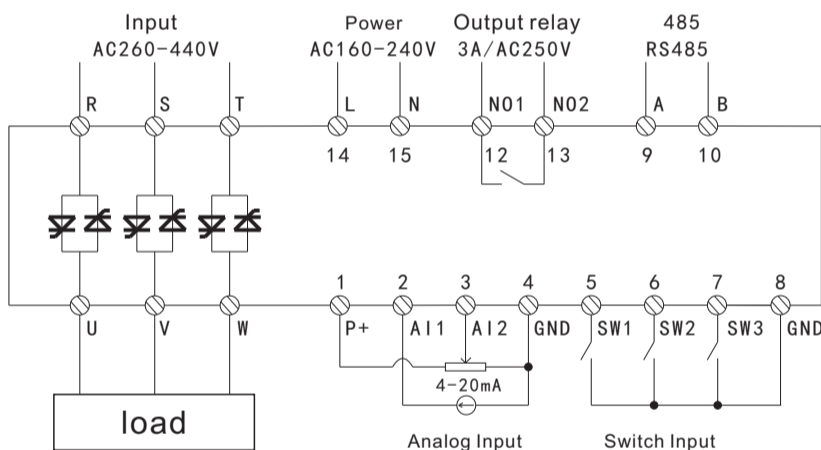 Input Power Output relay 485
AC260-440V AC160-240V 3A/AC250V RS485
R S T L N NO1 NO2 A B
14 15 12 13 9 10
1 2 3 4 5 6 7 8
U V W P+ AI1 AI2 GND SW1 SW2 SW3 GND
4-20mA
load
Analog Input Switch Input